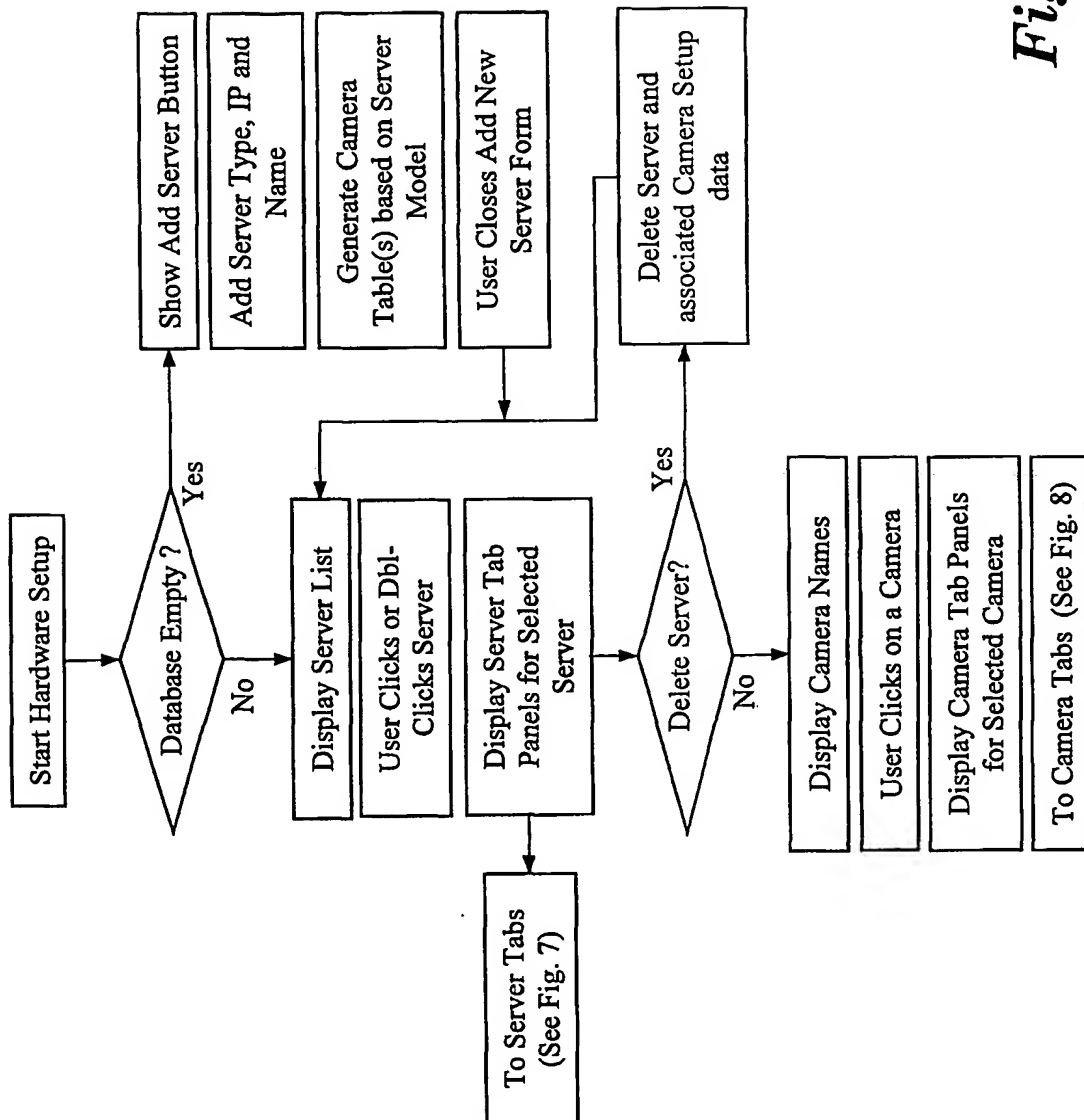 Start Hardware Setup
Database Empty ?
Yes
No
Show Add Server Button
Add Server Type, IP and
Name
Generate Camera
Table(s) based on Server
Model
User Closes Add New
Server Form
Display Server List
User Clicks or Dbl-
Clicks Server
Display Server Tab
Panels for Selected
Server
To Server Tabs
(See Fig. 7)
Delete Server?
Yes
No
Delete Server and
associated Camera Setup
data
Display Camera Names
User Clicks on a Camera
Display Camera Tab Panels
for Selected Camera
To Camera Tabs (See Fig. 8)